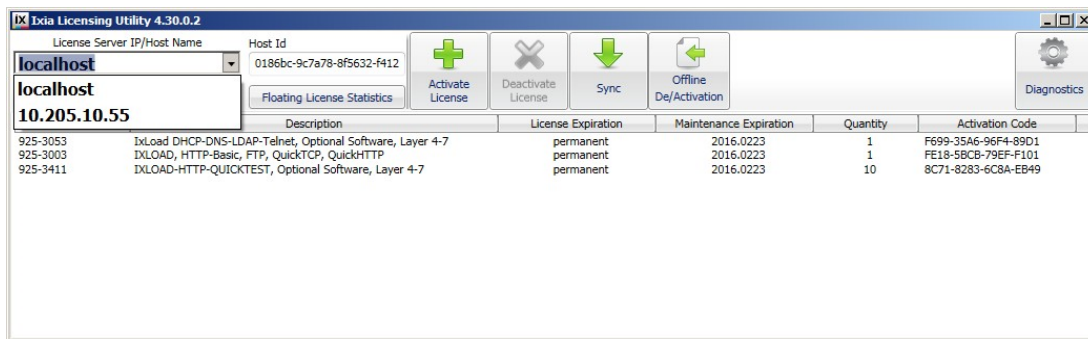 IX Ixia Licensing Utility 4.30.0.2
License Server IP/Host Name
Host Id
localhost
0186bc-9c7a78-8f5632-f412
localhost
10.205.10.55
Floating License Statistics
Activate License
Deactivate License
Sync
Offline De/Activation
Diagnostics
Description License Expiration Maintenance Expiration Quantity Activation Code
925-3053 IxLoad DHCP-DNS-LDAP-Telnet, Optional Software, Layer 4-7 permanent 2016.0223 1 F699-35A6-96F4-89D1
925-3003 IXLOAD, HTTP-Basic, FTP, QuickTCP, QuickHTTP permanent 2016.0223 1 FE18-5BCB-79EF-F101
925-3411 IXLOAD-HTTP-QUICKTEST, Optional Software, Layer 4-7 permanent 2016.0223 10 8C71-8283-6C8A-EB49